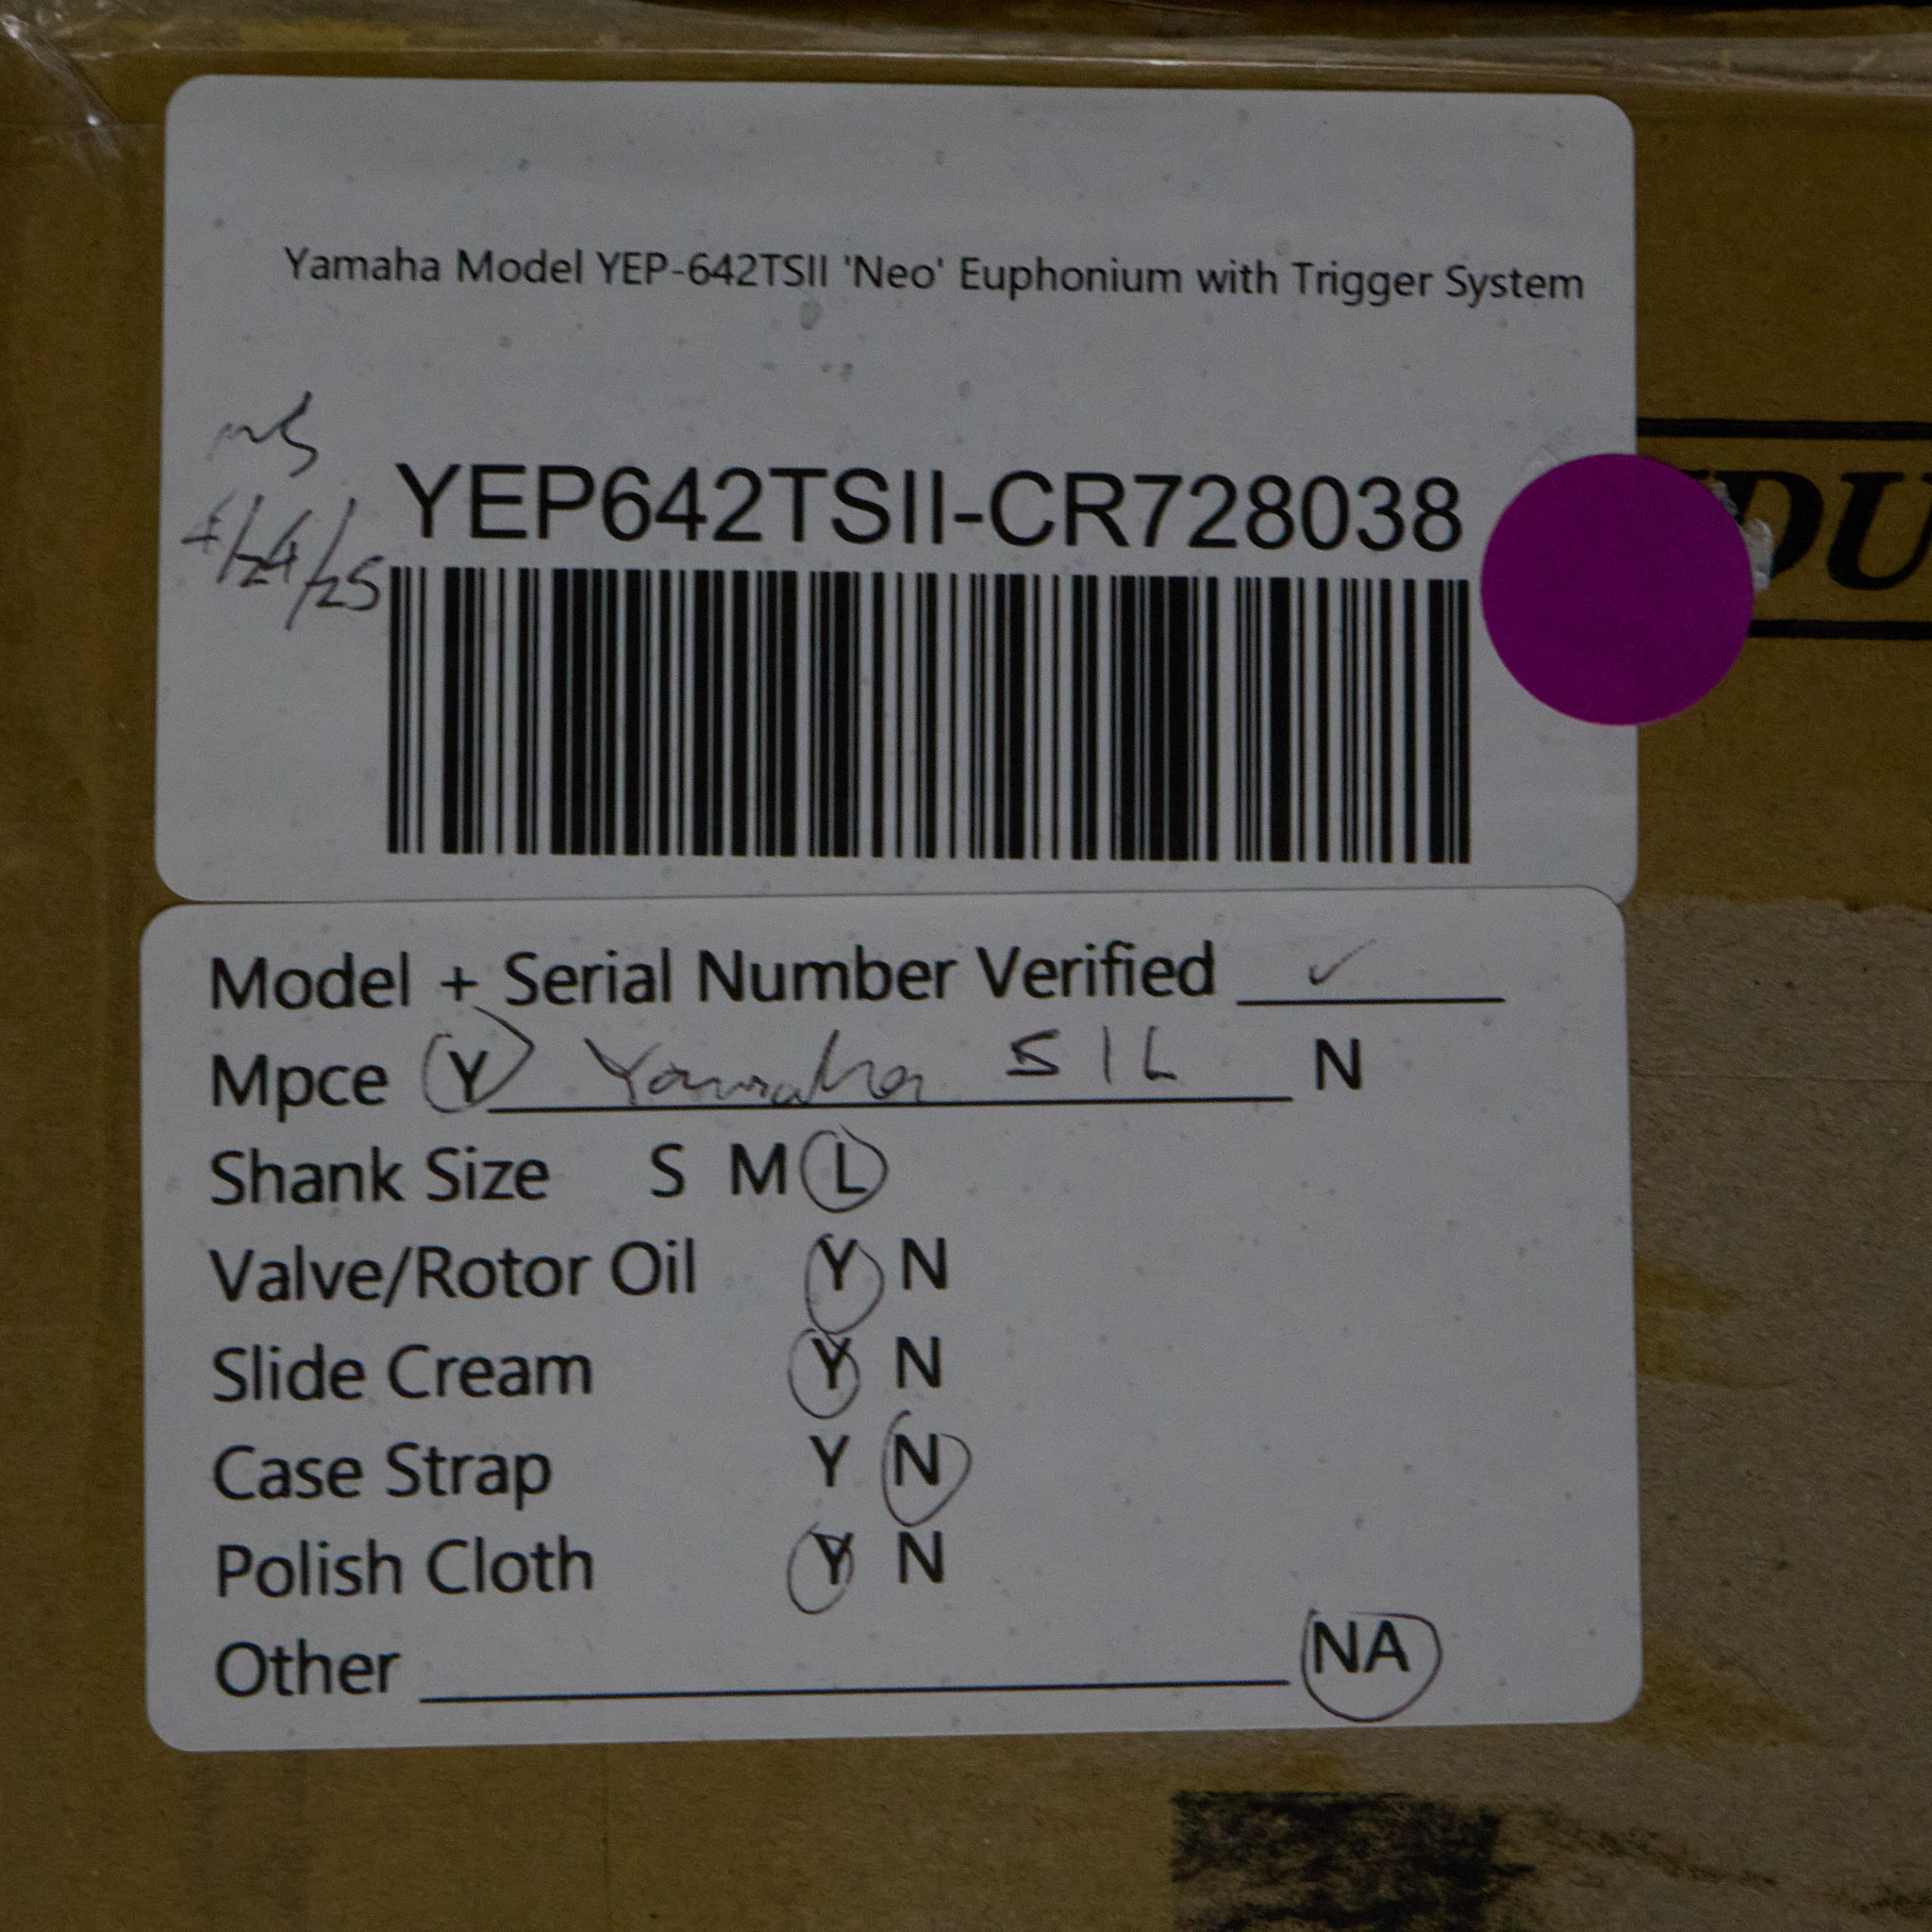 Yamaha Model YEP-642TSII 'Neo' Euphonium with Trigger System
YEP642TSII-CR728038
4/24/25
DU
Model + Serial Number Verified ✓
Mpce Y Yamaha 51L N
Shank Size S M L
Valve/Rotor Oil Y N
Slide Cream Y N
Case Strap Y N
Polish Cloth Y N
Other NA